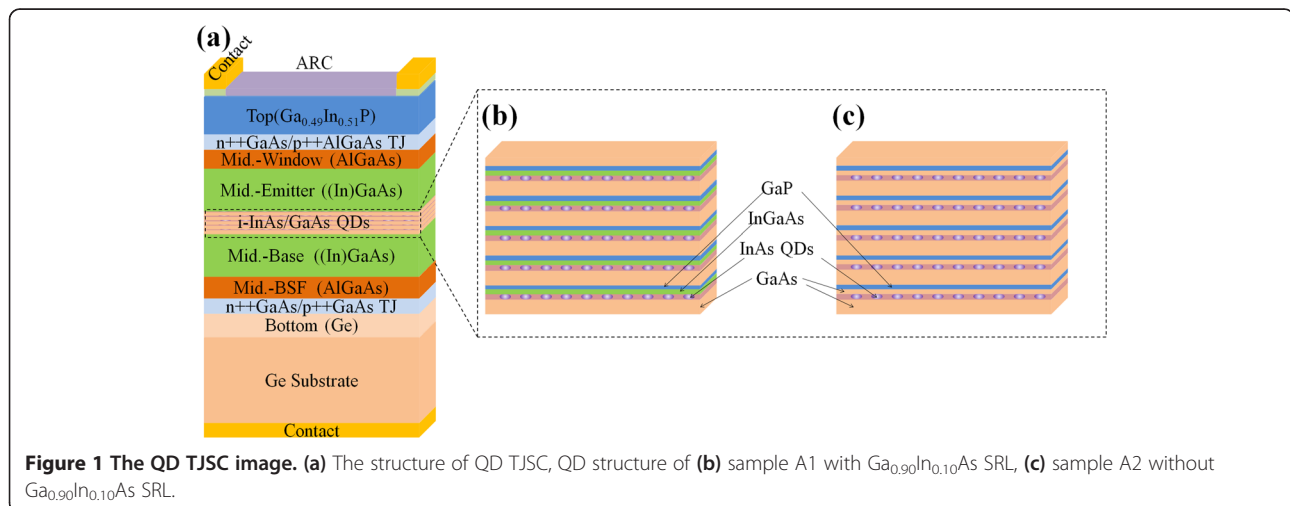 (a)
Contact
ARC
Top(Ga0.49In0.51P)
n++GaAs/p++AlGaAs TJ
Mid.-Window (AlGaAs)
Mid.-Emitter ((In)GaAs)
i-InAs/GaAs QDs
Mid.-Base ((In)GaAs)
Mid.-BSF (AlGaAs)
n++GaAs/p++GaAs TJ
Bottom (Ge)
Ge Substrate
Contact
(b)
(c)
GaP
InGaAs
InAs QDs
GaAs
Figure 1 The QD TJSC image. (a) The structure of QD TJSC, QD structure of (b) sample A1 with Ga0.90In0.10As SRL, (c) sample A2 without
Ga0.90In0.10As SRL.